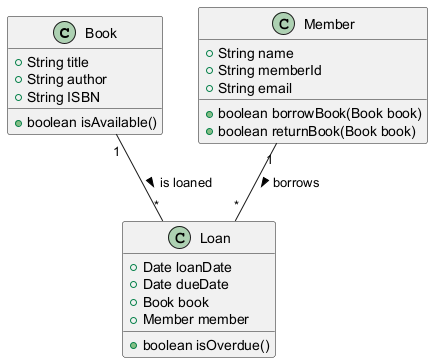 C Book
String title
String author
String ISBN
boolean isAvailable()
C Member
String name
String memberId
String email
boolean borrowBook(Book book)
boolean returnBook(Book book)
1
1
is loaned
borrows
*
*
C Loan
Date loanDate
Date dueDate
Book book
Member member
boolean isOverdue()